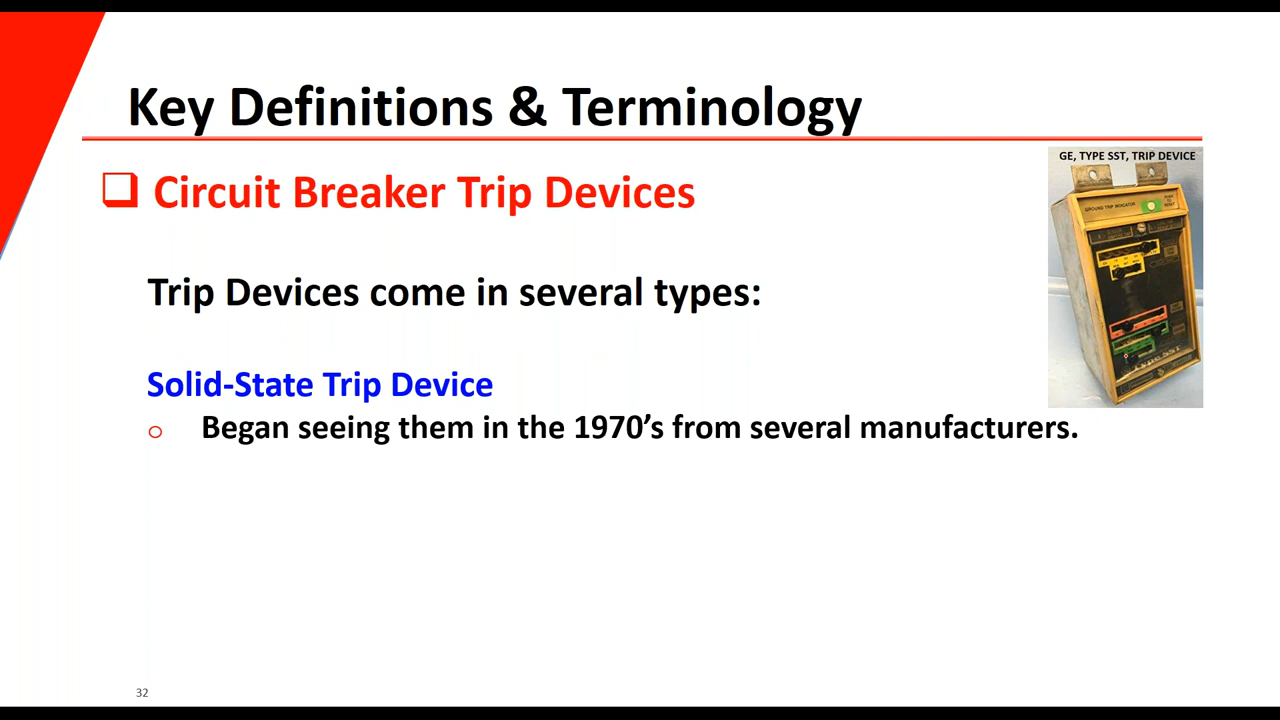 Key Definitions & Terminology
GE, TYPE SST, TRIP DEVICE
❑ Circuit Breaker Trip Devices
GROUND TRIP INDICATOR
Trip Devices come in several types:
Solid-State Trip Device
o Began seeing them in the 1970’s from several manufacturers.
32